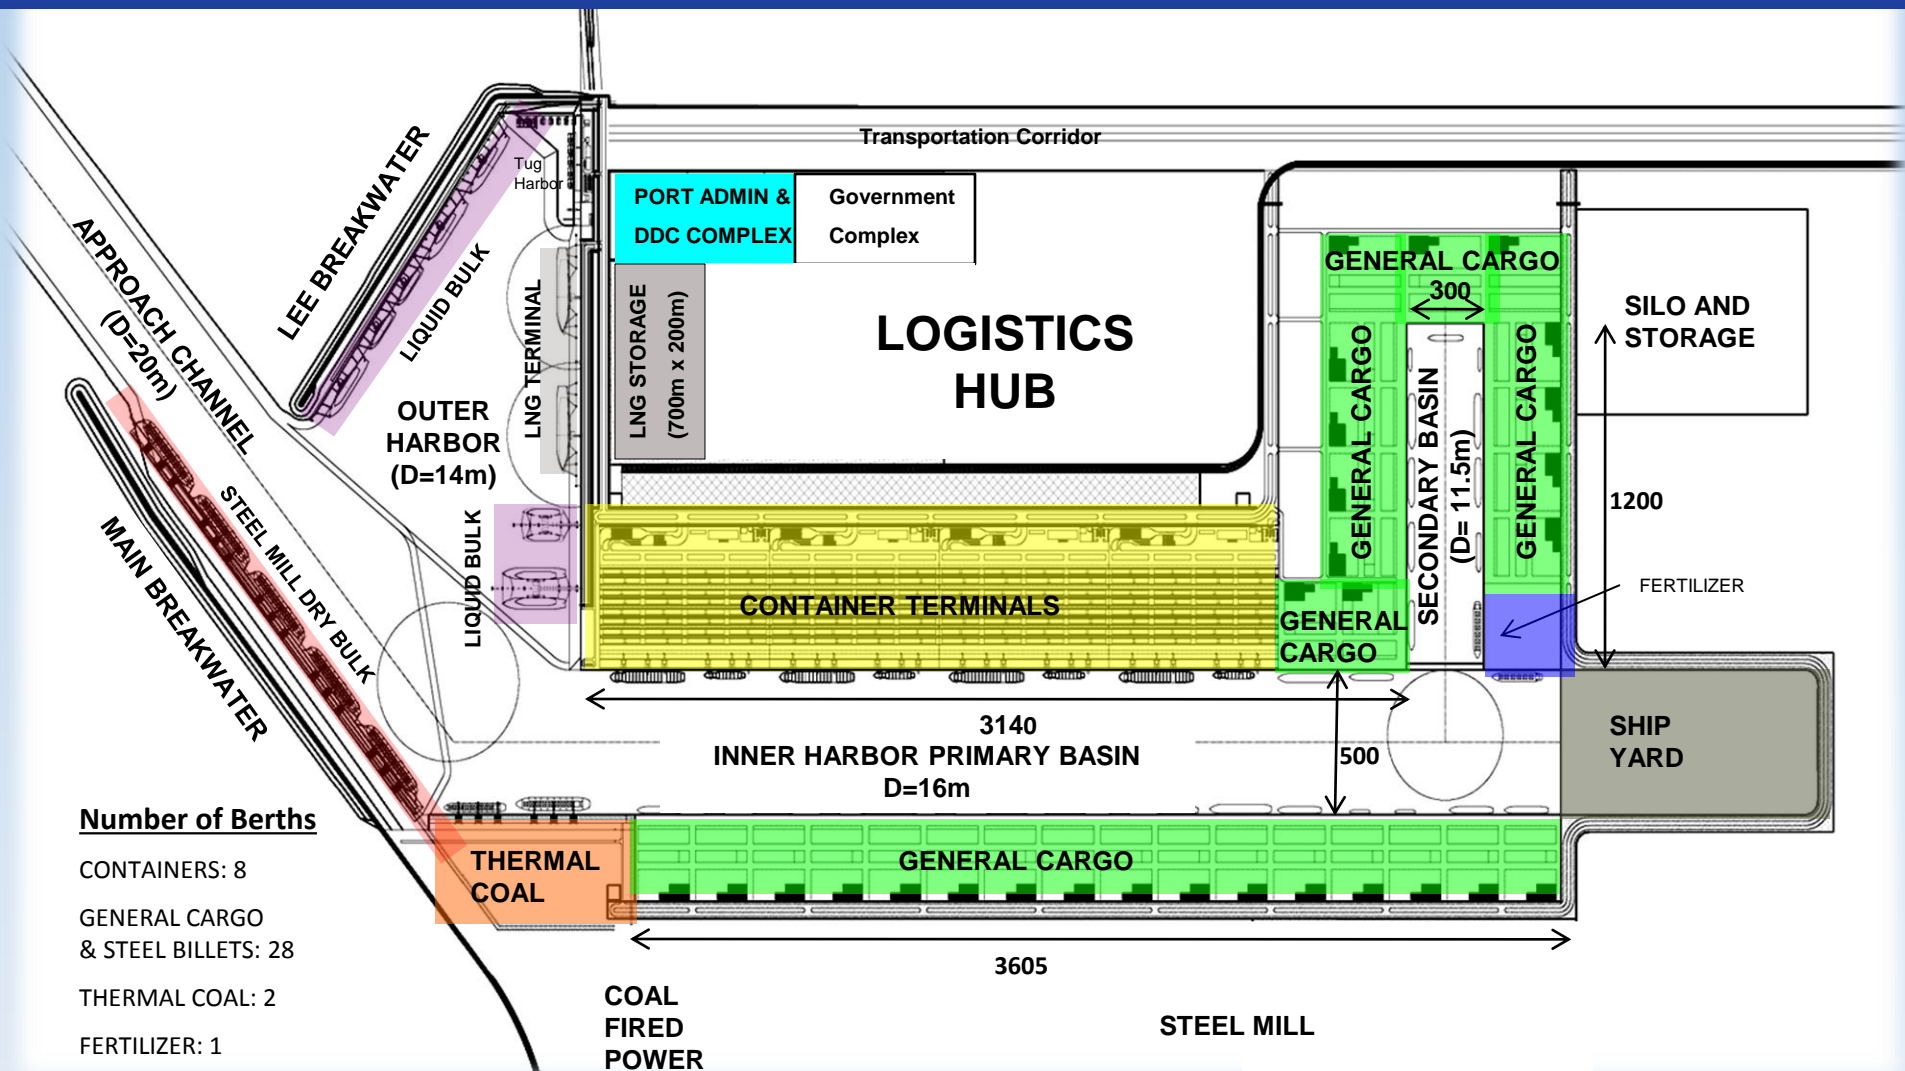 Transportation Corridor
Tug
Harbor
PORT ADMIN &
DDC COMPLEX
Government
Complex
LEE BREAKWATER
LIQUID BULK
APPROACH CHANNEL
(D=20m)
LNG TERMINAL
LNG STORAGE
(700m x 200m)
LOGISTICS
HUB
GENERAL CARGO
300
SILO AND
STORAGE
GENERAL CARGO
SECONDARY BASIN
(D= 11.5m)
GENERAL CARGO
1200
OUTER
HARBOR
(D=14m)
STEEL MILL DRY BULK
MAIN BREAKWATER
LIQUID BULK
CONTAINER TERMINALS
GENERAL
CARGO
FERTILIZER
3140
INNER HARBOR PRIMARY BASIN
D=16m
500
SHIP
YARD
THERMAL
COAL
GENERAL CARGO
3605
Number of Berths
CONTAINERS: 8
GENERAL CARGO
& STEEL BILLETS: 28
THERMAL COAL: 2
FERTILIZER: 1
COAL
FIRED
POWER
STEEL MILL